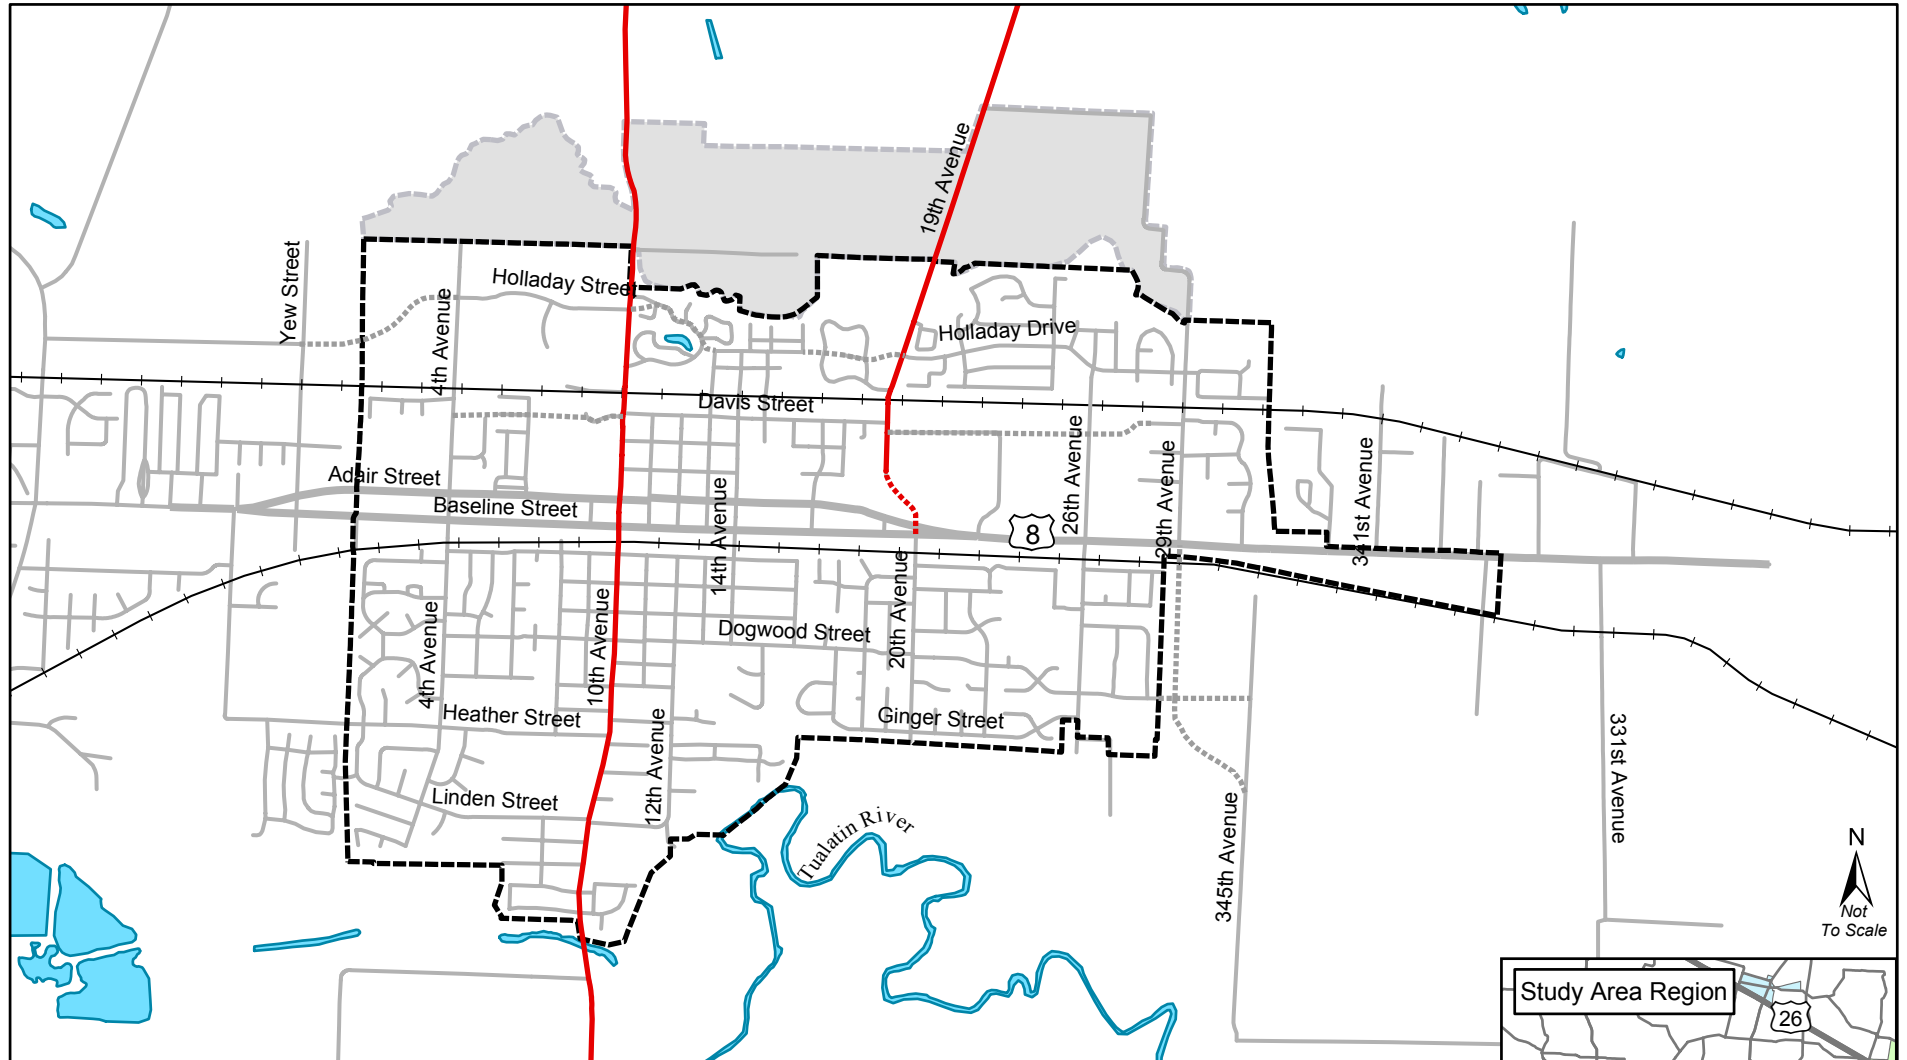 19th Avenue
Yew Street
Holladay Street
4th Avenue
Holladay Drive
Davis Street
Adair Street
Baseline Street
14th Avenue
8
26th Avenue
29th Avenue
341st Avenue
4th Avenue
10th Avenue
Dogwood Street
20th Avenue
Heather Street
12th Avenue
Ginger Street
Linden Street
Tualatin River
345th Avenue
331st Avenue
N
Not
To Scale
Study Area Region
26